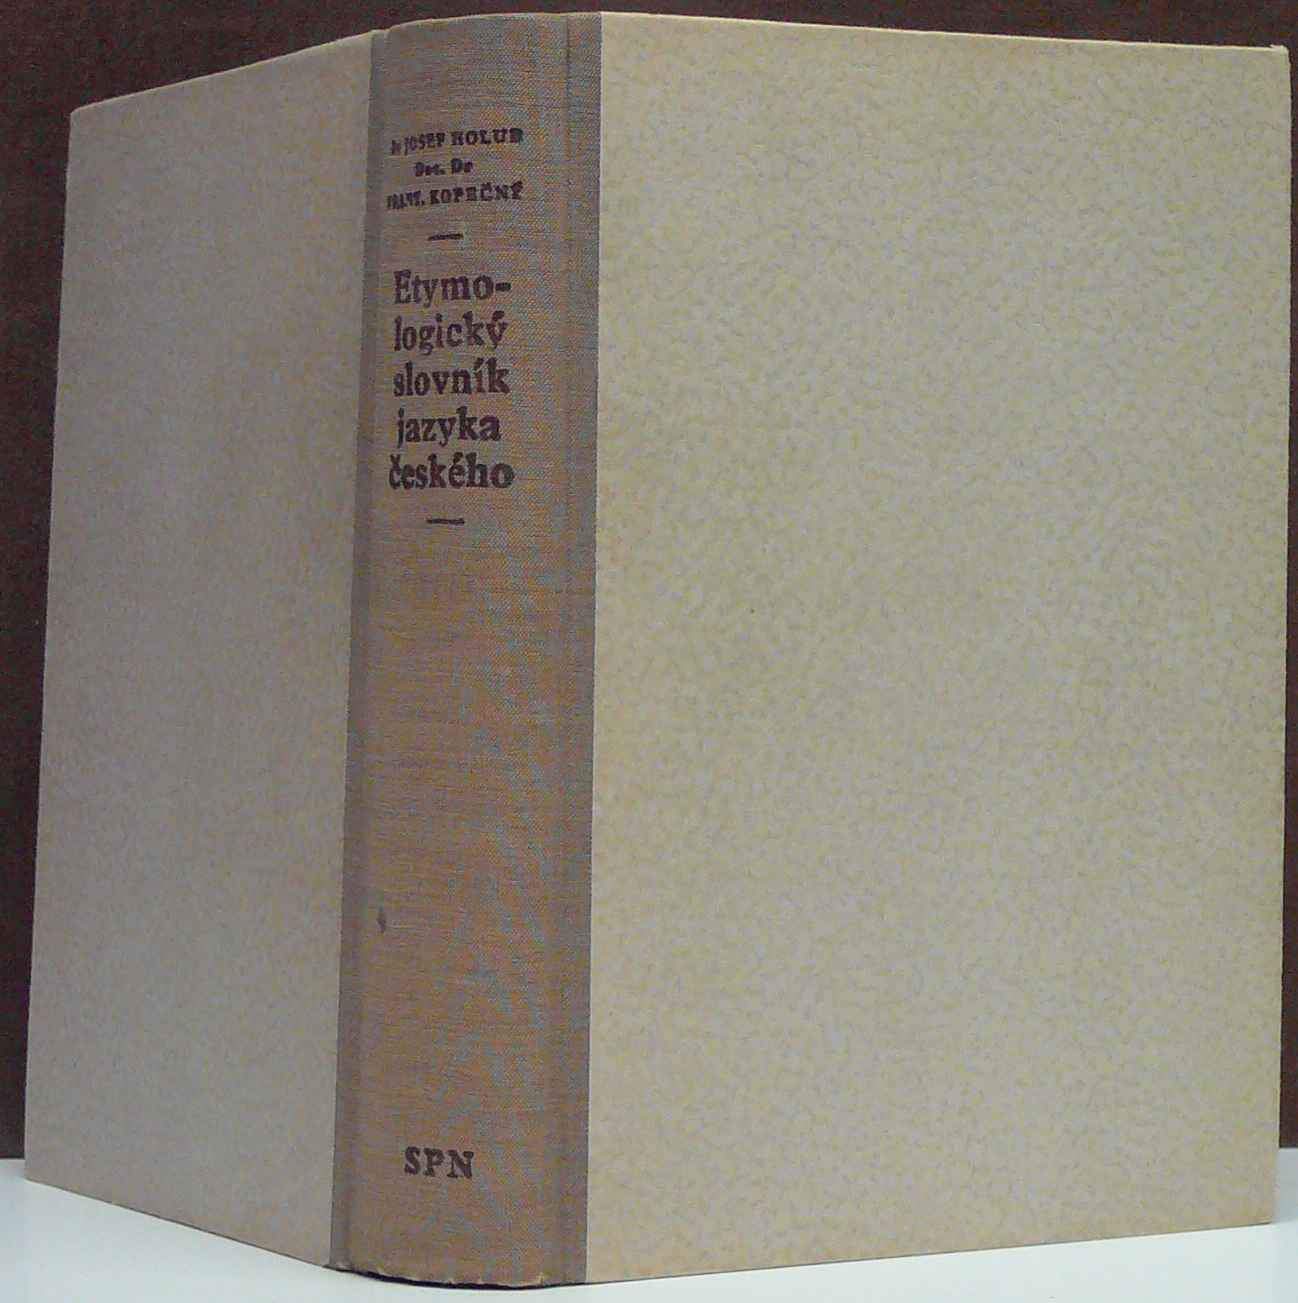 Dr JOSEF HOLUB
Doc. Dr
FRANT. KOPEČNÝ
Etymo-
logický
slovník
jazyka
českého
SPN